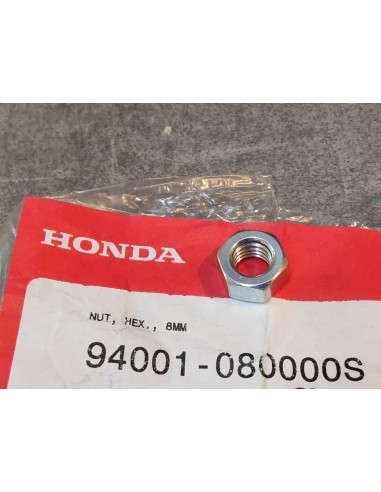 HONDA
NUT, HEX., 8MM
94001-080000S